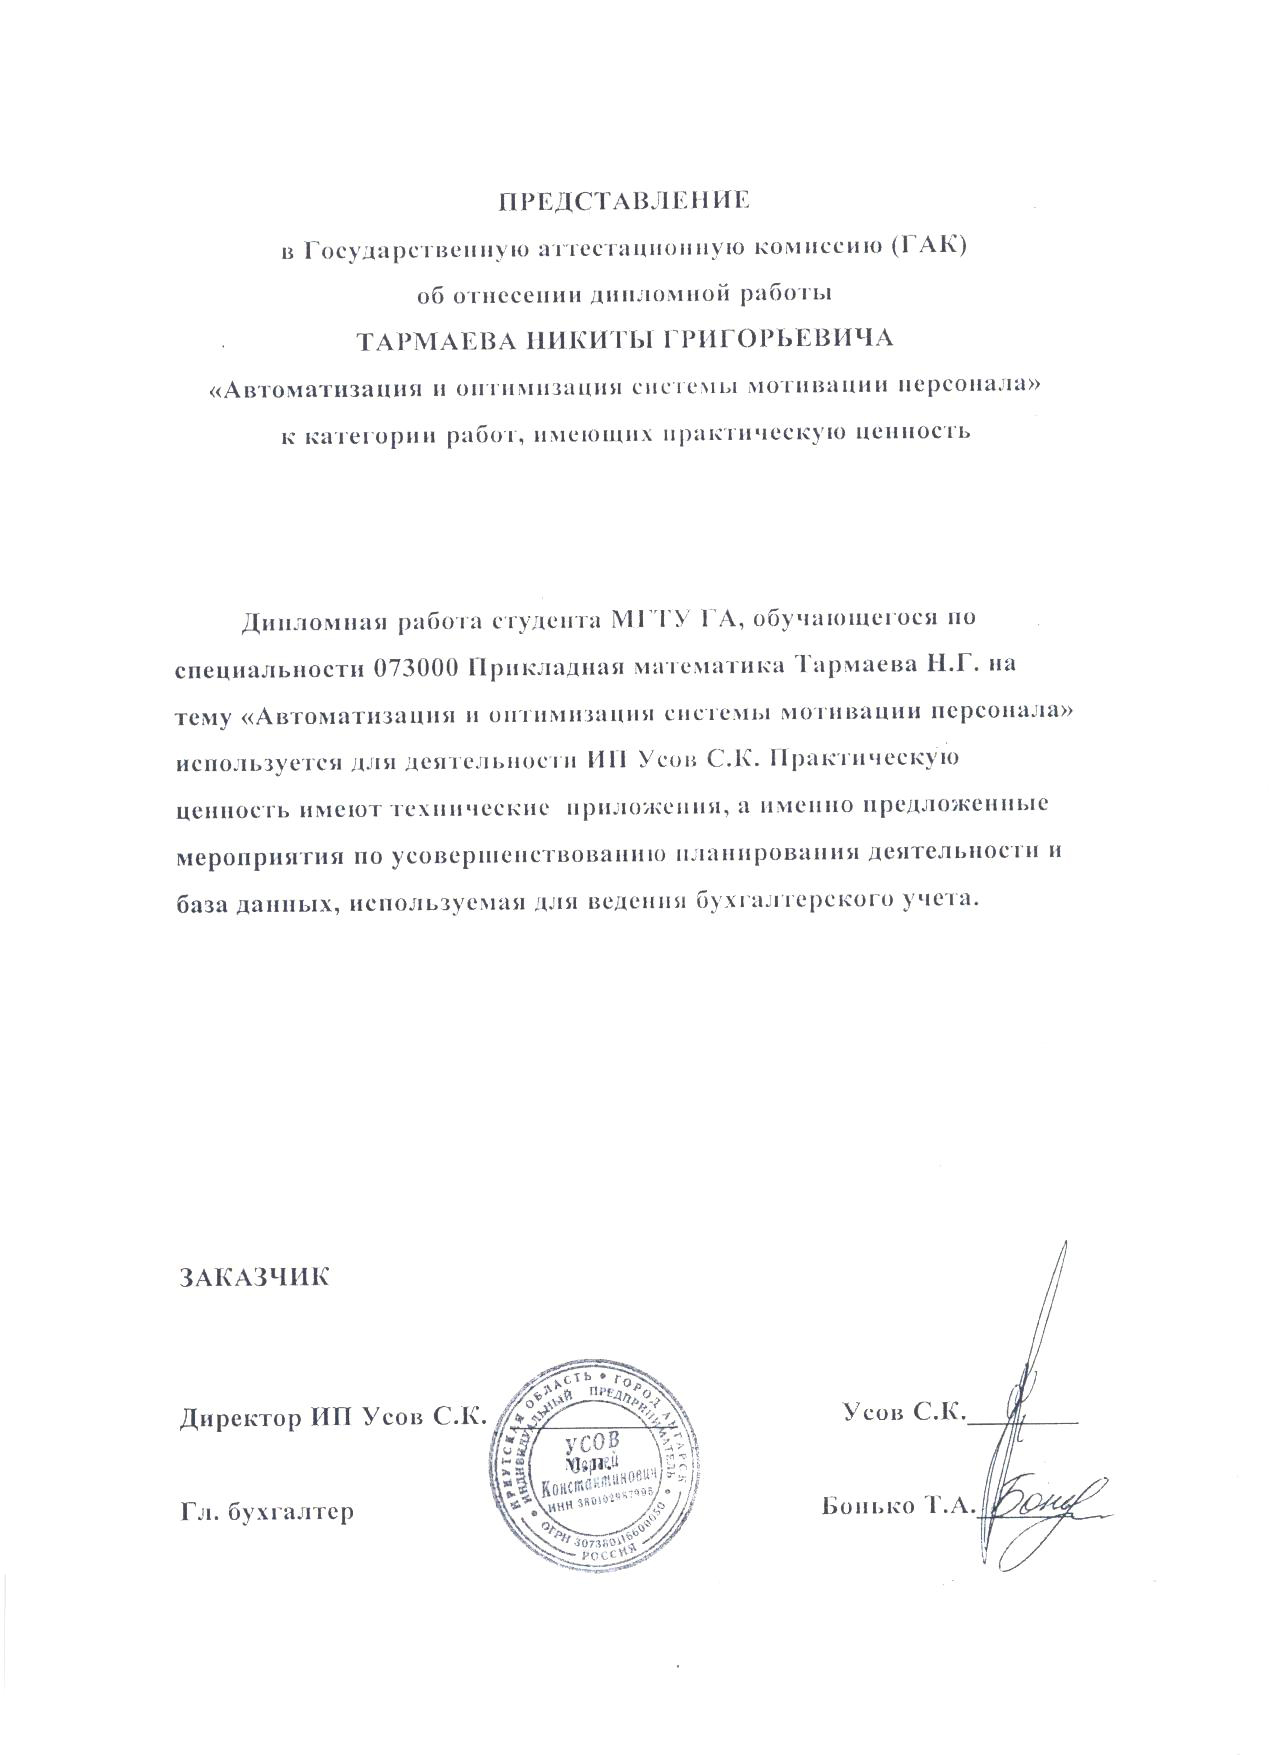 ПРЕДСТАВЛЕНИЕ
в Государственную аттестационную комиссию (ГАК)
об отнесении дипломной работы
ТАРМАЕВА НИКИТЫ ГРИГОРЬЕВИЧА
«Автоматизация и оптимизация системы мотивации персонала»
к категории работ, имеющих практическую ценность
Дипломная работа студента МГТУ ГА, обучающегося по
специальности 073000 Прикладная математика Тармаева Н.Г. на
тему «Автоматизация и оптимизация системы мотивации персонала»
используется для деятельности ИП Усов С.К. Практическую
ценность имеют технические приложения, а именно предложенные
мероприятия по усовершенствованию планирования деятельности и
база данных, используемая для ведения бухгалтерского учета.
ЗАКАЗЧИК
Директор ИП Усов С.К.
Усов С.К.
Гл. бухгалтер
Бонько Т.А.
ИРКУТСКАЯ ОБЛАСТЬ • ГОРОД АНГАРСК
ИНДИВИДУАЛЬНЫЙ ПРЕДПРИНИМАТЕЛЬ
УСОВ
Константинович
ИНН
ОГРН
РОССИЯ